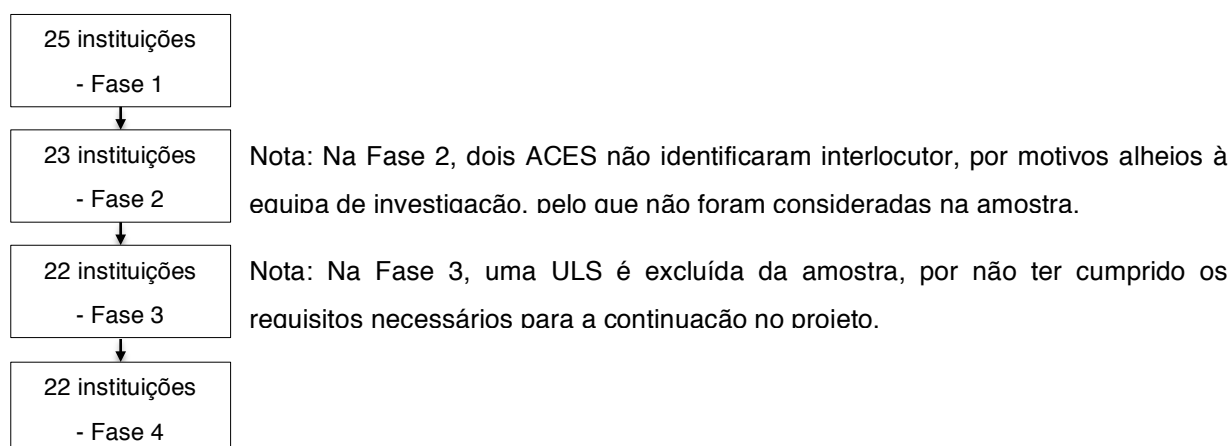 25 instituições
- Fase 1
23 instituições
- Fase 2
Nota: Na Fase 2, dois ACES não identificaram interlocutor, por motivos alheios à
equipa de investigação, pelo que não foram consideradas na amostra.
22 instituições
- Fase 3
Nota: Na Fase 3, uma ULS é excluída da amostra, por não ter cumprido os
requisitos necessários para a continuação no projeto.
22 instituições
- Fase 4